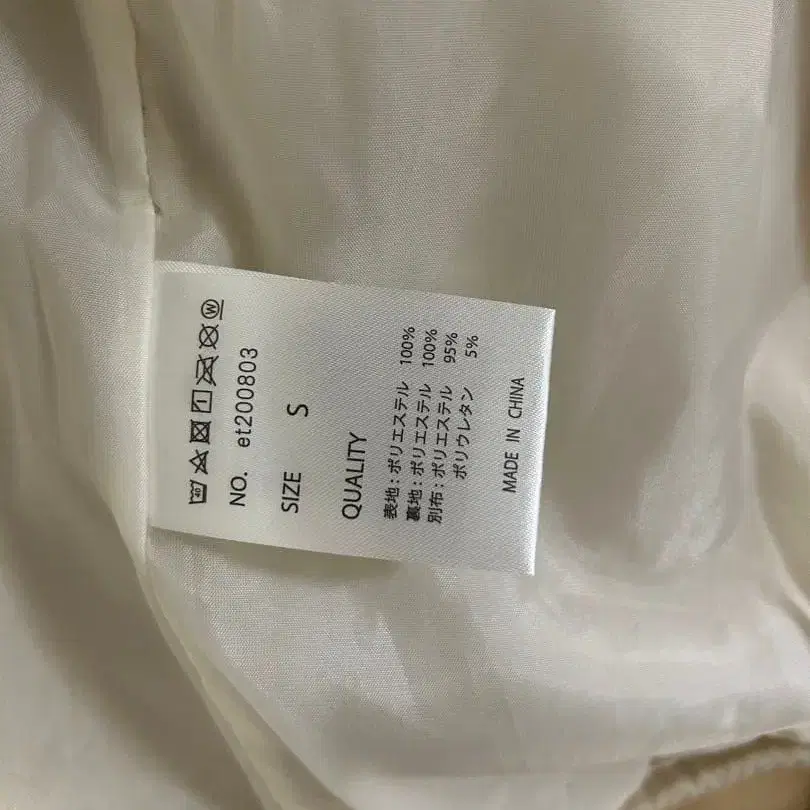 NO. et200803
SIZE S
QUALITY
表地 : ポリエステル 100%
裏地 : ポリエステル 100%
別布 : ポリエステル 95%
ポリウレタン 5%
MADE IN CHINA